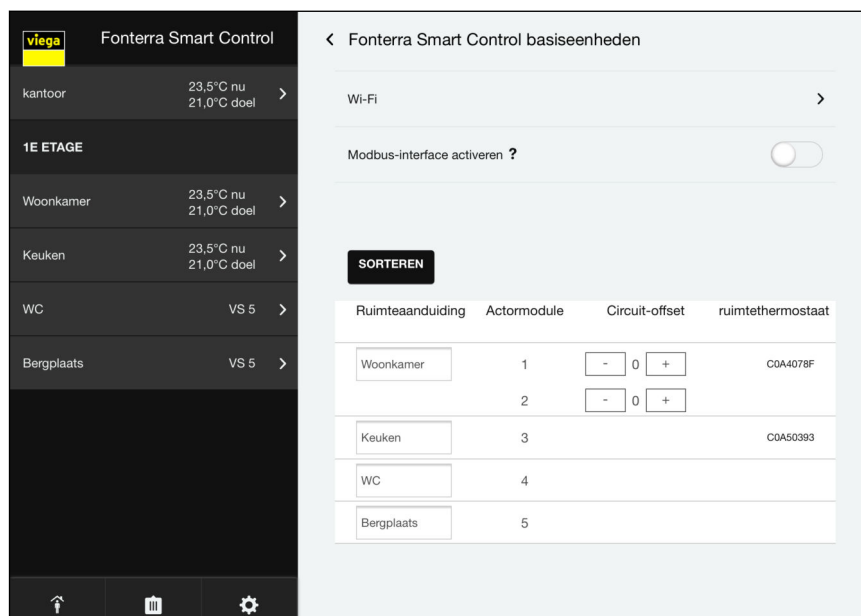 viega
Fonterra Smart Control
kantoor
23,5°C nu
21,0°C doel
1E ETAGE
Woonkamer
23,5°C nu
21,0°C doel
Keuken
23,5°C nu
21,0°C doel
WC VS 5
Bergplaats VS 5
Fonterra Smart Control basiseenheden
Wi-Fi
Modbus-interface activeren ?
SORTEREN
Ruimteaanduiding Actormodule Circuit-offset ruimtethermostaat
Woonkamer 1 - 0 + C0A4078F
2 - 0 +
Keuken 3 C0A50393
WC 4
Bergplaats 5